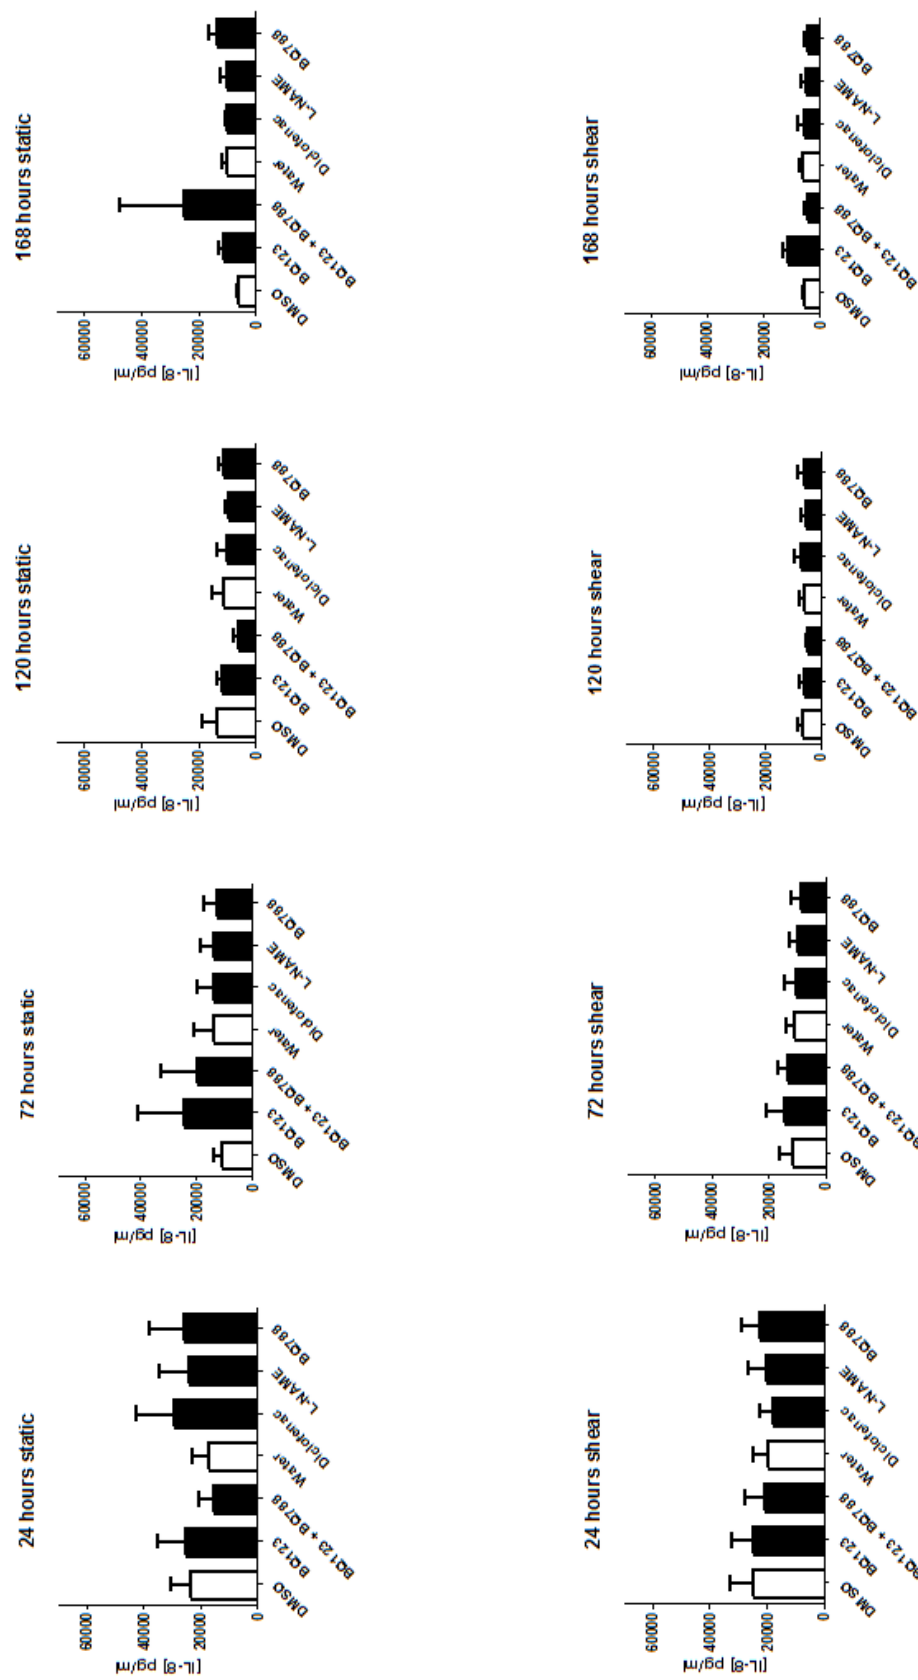 24 hours static
[IL-8] pg/ml
60000
40000
20000
0
DMSO
BQ123
BQ123 + BQ788
Water
Diclofenac
L-NAME
BQ788
72 hours static
[IL-8] pg/ml
60000
40000
20000
0
DMSO
BQ123
BQ123 + BQ788
Water
Diclofenac
L-NAME
BQ788
120 hours static
[IL-8] pg/ml
60000
40000
20000
0
DMSO
BQ123
BQ123 + BQ788
Water
Diclofenac
L-NAME
BQ788
168 hours static
[IL-8] pg/ml
60000
40000
20000
0
DMSO
BQ123
BQ123 + BQ788
Water
Diclofenac
L-NAME
BQ788
24 hours shear
[IL-8] pg/ml
60000
40000
20000
0
DMSO
BQ123
BQ123 + BQ788
Water
Diclofenac
L-NAME
BQ788
72 hours shear
[IL-8] pg/ml
60000
40000
20000
0
DMSO
BQ123
BQ123 + BQ788
Water
Diclofenac
L-NAME
BQ788
120 hours shear
[IL-8] pg/ml
60000
40000
20000
0
DMSO
BQ123
BQ123 + BQ788
Water
Diclofenac
L-NAME
BQ788
168 hours shear
[IL-8] pg/ml
60000
40000
20000
0
DMSO
BQ123
BQ123 + BQ788
Water
Diclofenac
L-NAME
BQ788